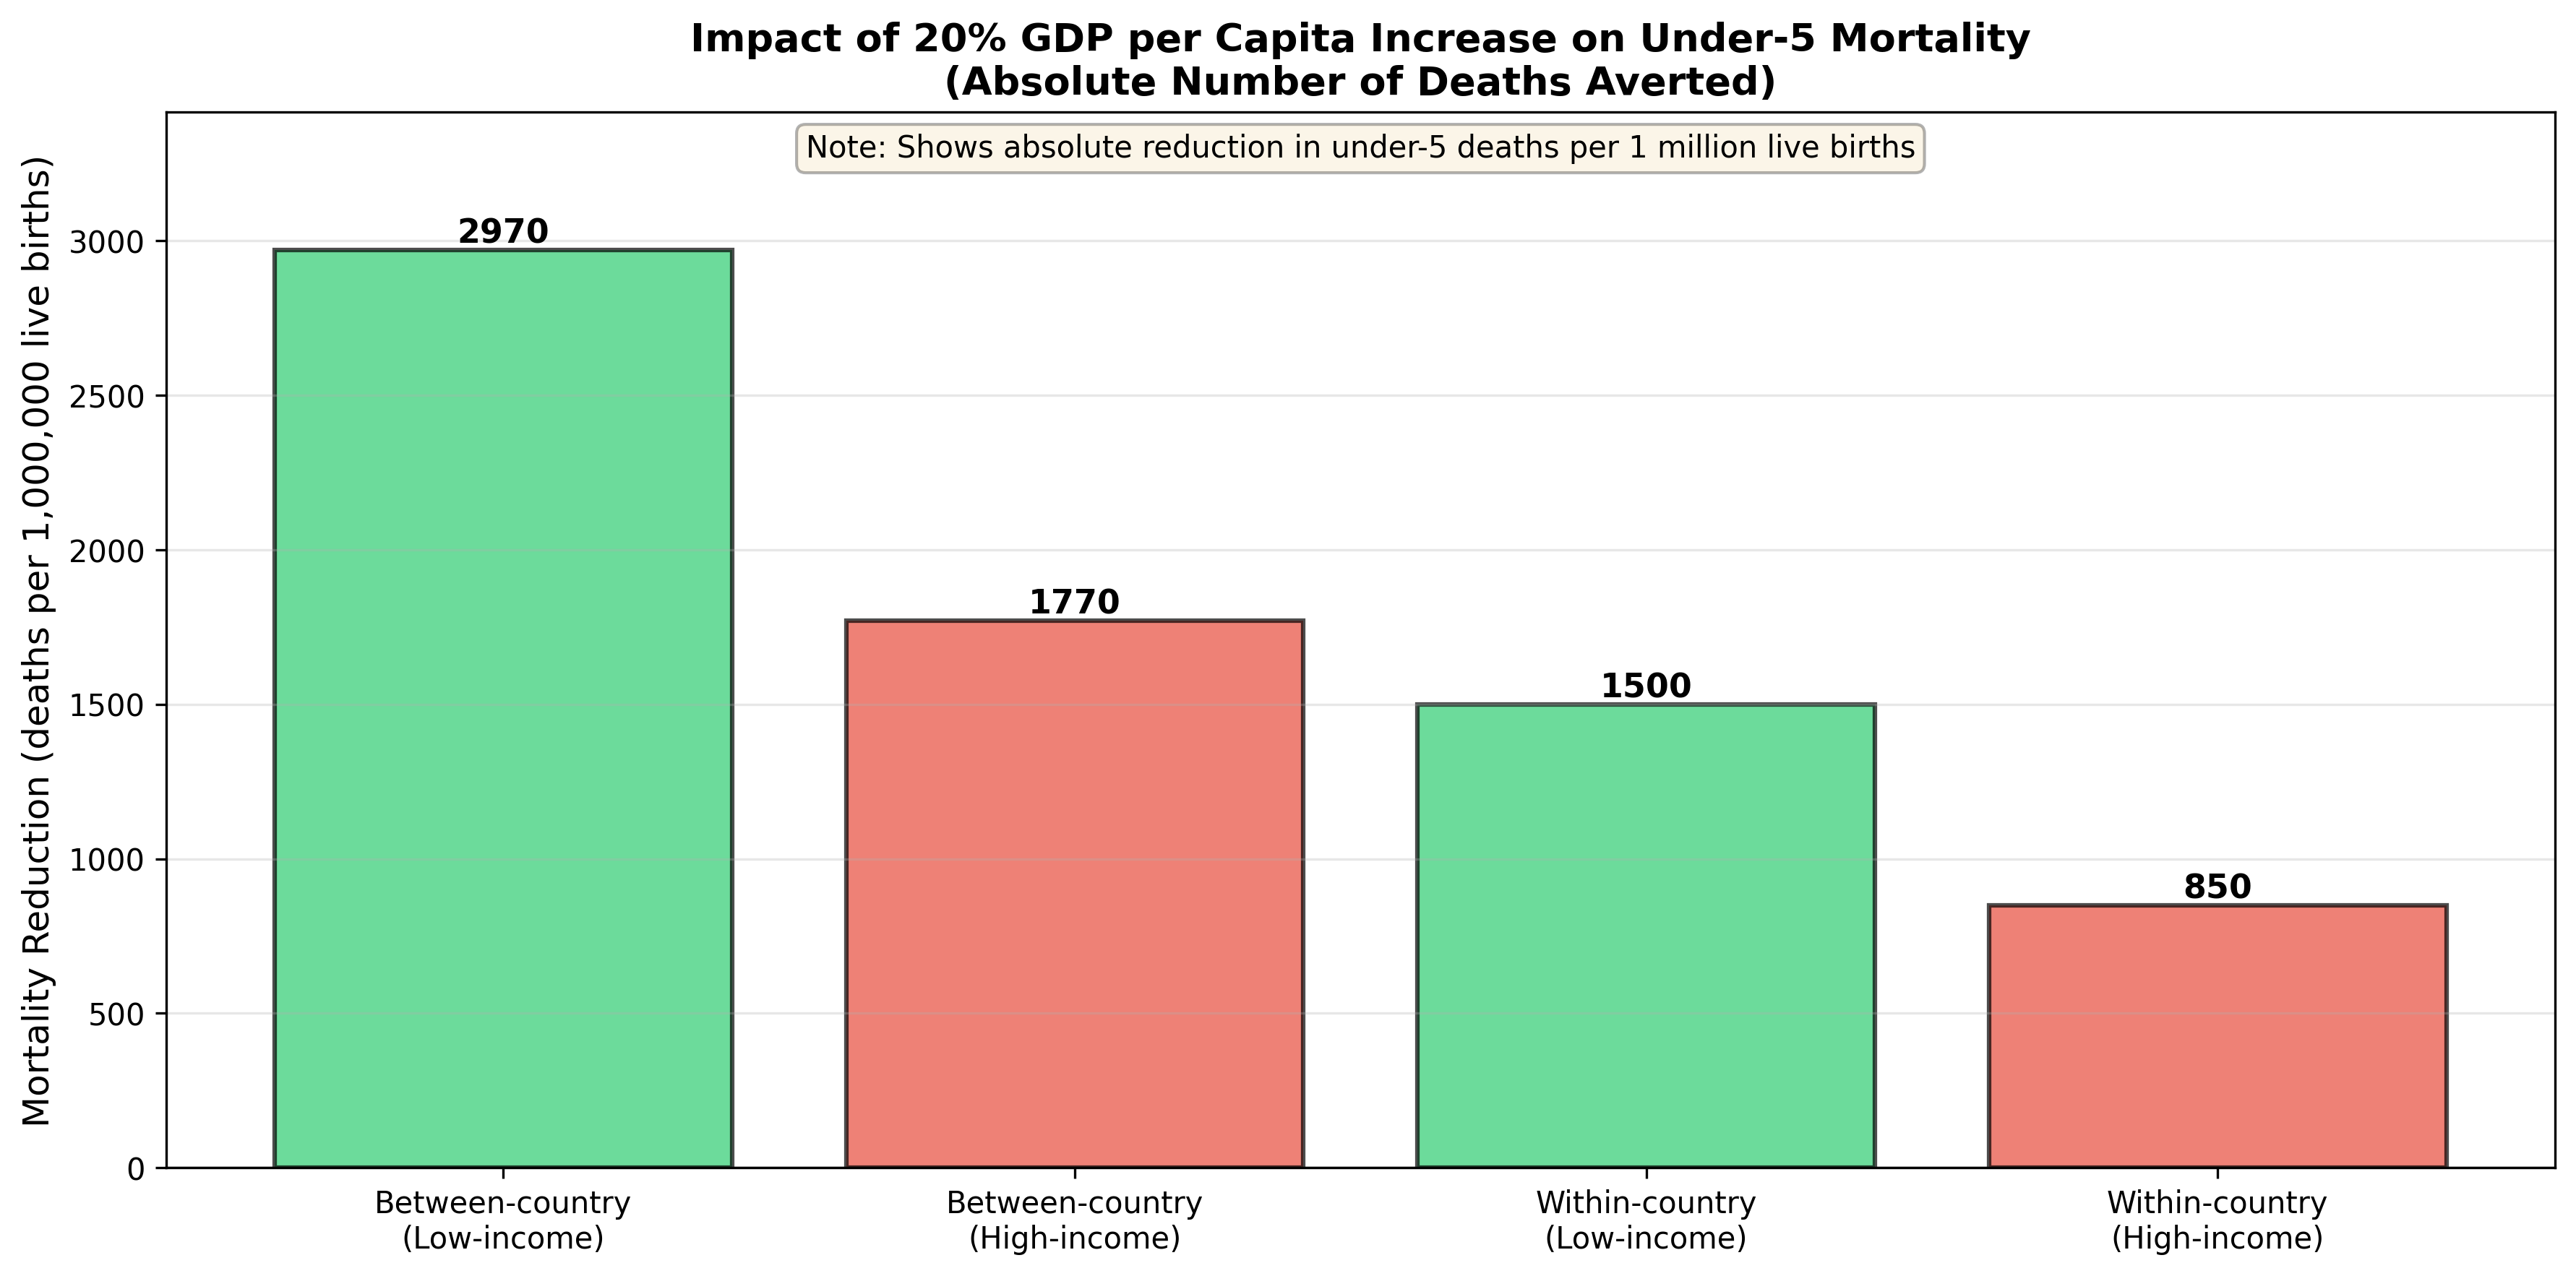 Impact of 20% GDP per Capita Increase on Under-5 Mortality
(Absolute Number of Deaths Averted)
Note: Shows absolute reduction in under-5 deaths per 1 million live births
Mortality Reduction (deaths per 1,000,000 live births)
3000
2500
2000
1500
1000
500
0
2970
1770
1500
850
Between-country
(Low-income)
Between-country
(High-income)
Within-country
(Low-income)
Within-country
(High-income)